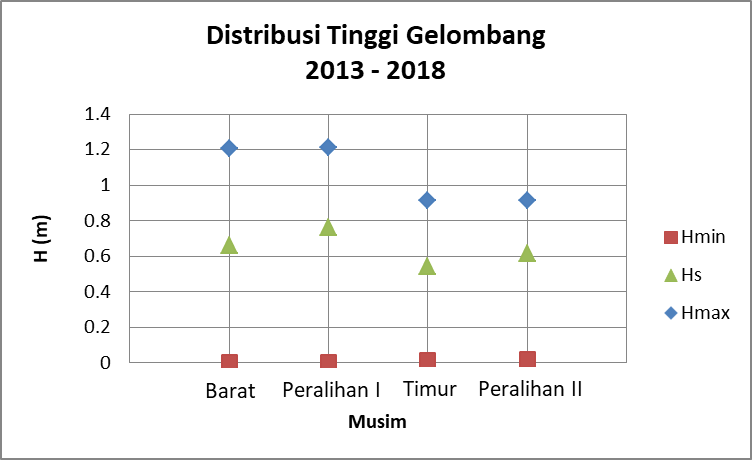 Distribusi Tinggi Gelombang
2013 - 2018
1.4
1.2
1
0.8
0.6
0.4
0.2
0
H (m)
Barat Peralihan I Timur Peralihan II
Musim
Hmin
Hs
Hmax